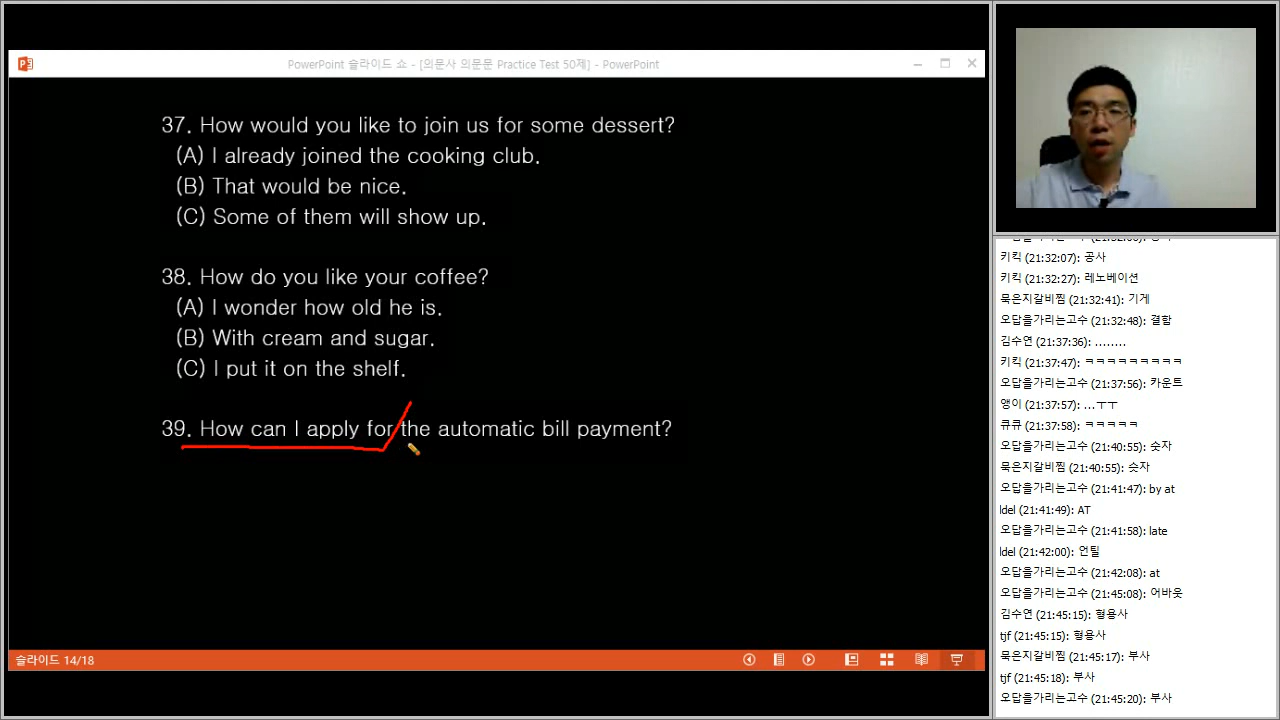 PowerPoint 슬라이드 쇼 - [의문사 의문문 Practice Test 50제] - PowerPoint
37. How would you like to join us for some dessert?
(A) I already joined the cooking club.
(B) That would be nice.
(C) Some of them will show up.
38. How do you like your coffee?
(A) I wonder how old he is.
(B) With cream and sugar.
(C) I put it on the shelf.
39. How can I apply for the automatic bill payment?
슬라이드 14/18
키킥 (21:32:07): 공사
키킥 (21:32:27): 레노베이션
묵은지갈비찜 (21:32:41): 기게
오답을가리는고수 (21:32:48): 결함
김수연 (21:37:36): ........
키킥 (21:37:47): ㅋㅋㅋㅋㅋㅋㅋㅋㅋ
오답을가리는고수 (21:37:56): 카운트
앵이 (21:37:57): ...ㅜㅜ
큐큐 (21:37:58): ㅋㅋㅋㅋㅋ
오답을가리는고수 (21:40:55): 숫자
묵은지갈비찜 (21:40:55): 슷자
오답을가리는고수 (21:41:47): by at
ldel (21:41:49): AT
오답을가리는고수 (21:41:58): late
ldel (21:42:00): 언틸
오답을가리는고수 (21:42:08): at
오답을가리는고수 (21:45:08): 어바웃
김수연 (21:45:15): 형용사
tjf (21:45:15): 형용사
묵은지갈비찜 (21:45:17): 부사
tjf (21:45:18): 부사
오답을가리는고수 (21:45:20): 부사